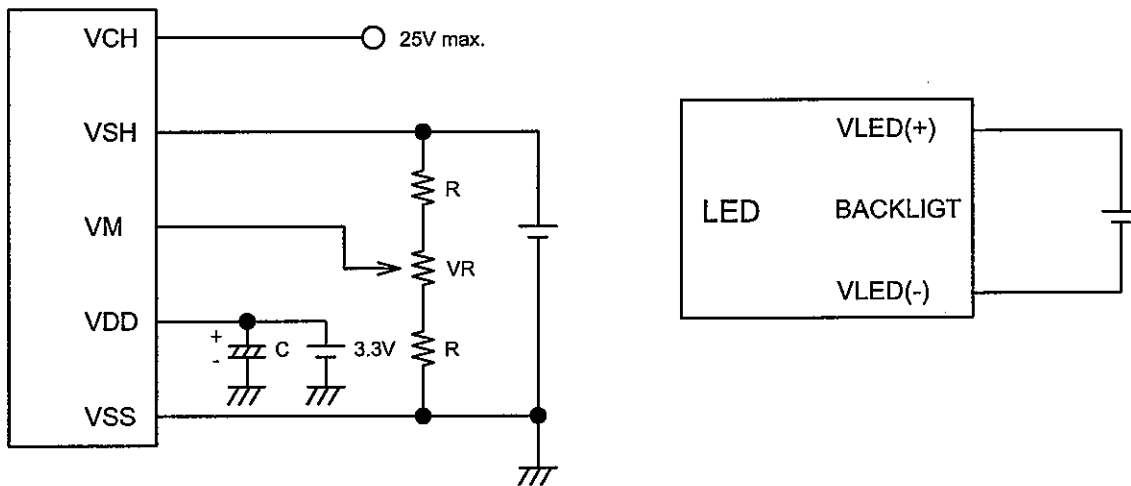 VCH
25V max.
VSH
R
VM
VR
VDD
+
-
C
3.3V
R
VSS
VLED(+)
LED
BACKLIGT
VLED(-)